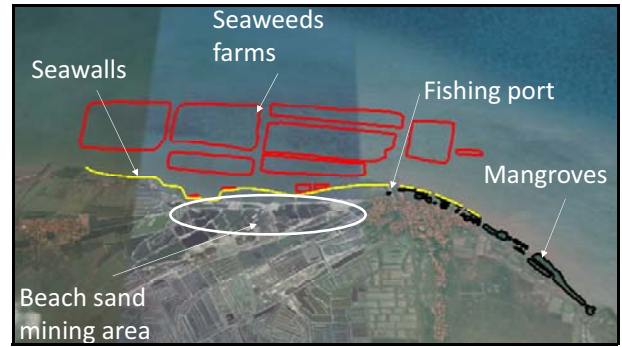 Seaweeds
farms
Seawalls
Fishing port
Mangroves
Beach sand
mining area